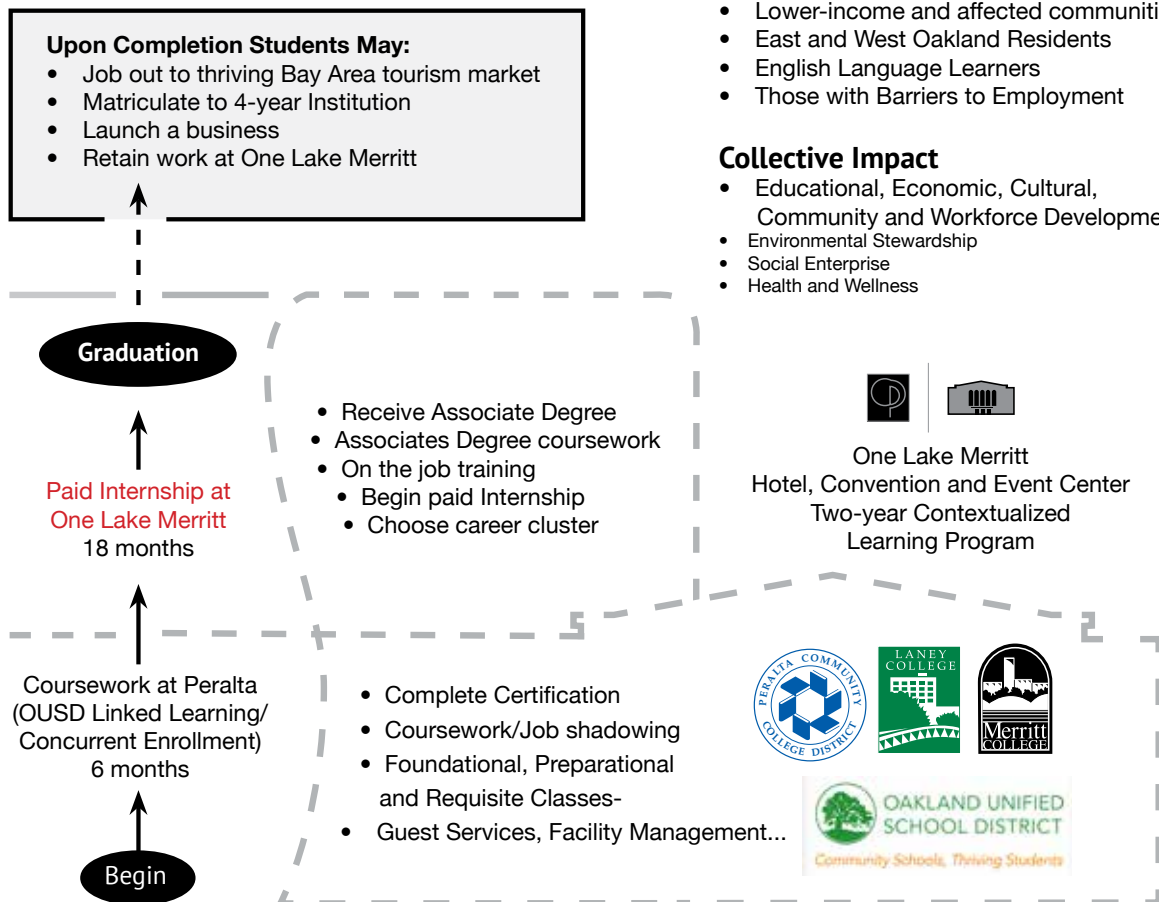 Upon Completion Students May:
• Job out to thriving Bay Area tourism market
• Matriculate to 4-year Institution
• Launch a business
• Retain work at One Lake Merritt
• Lower-income and affected communiti
• East and West Oakland Residents
• English Language Learners
• Those with Barriers to Employment
Collective Impact
• Educational, Economic, Cultural,
Community and Workforce Developme
• Environmental Stewardship
• Social Enterprise
• Health and Wellness
Graduation
Paid Internship at
One Lake Merritt
18 months
• Receive Associate Degree
• Associates Degree coursework
• On the job training
• Begin paid Internship
• Choose career cluster
One Lake Merritt
Hotel, Convention and Event Center
Two-year Contextualized
Learning Program
Coursework at Peralta
(OUSD Linked Learning/
Concurrent Enrollment)
6 months
Begin
• Complete Certification
• Coursework/Job shadowing
• Foundational, Preparational
and Requisite Classes-
• Guest Services, Facility Management...
PERALTA COMMUNITY
COLLEGE DISTRICT
LANEY
COLLEGE
Merritt
COLLEGE
OAKLAND UNIFIED
SCHOOL DISTRICT
Community Schools, Thriving Students